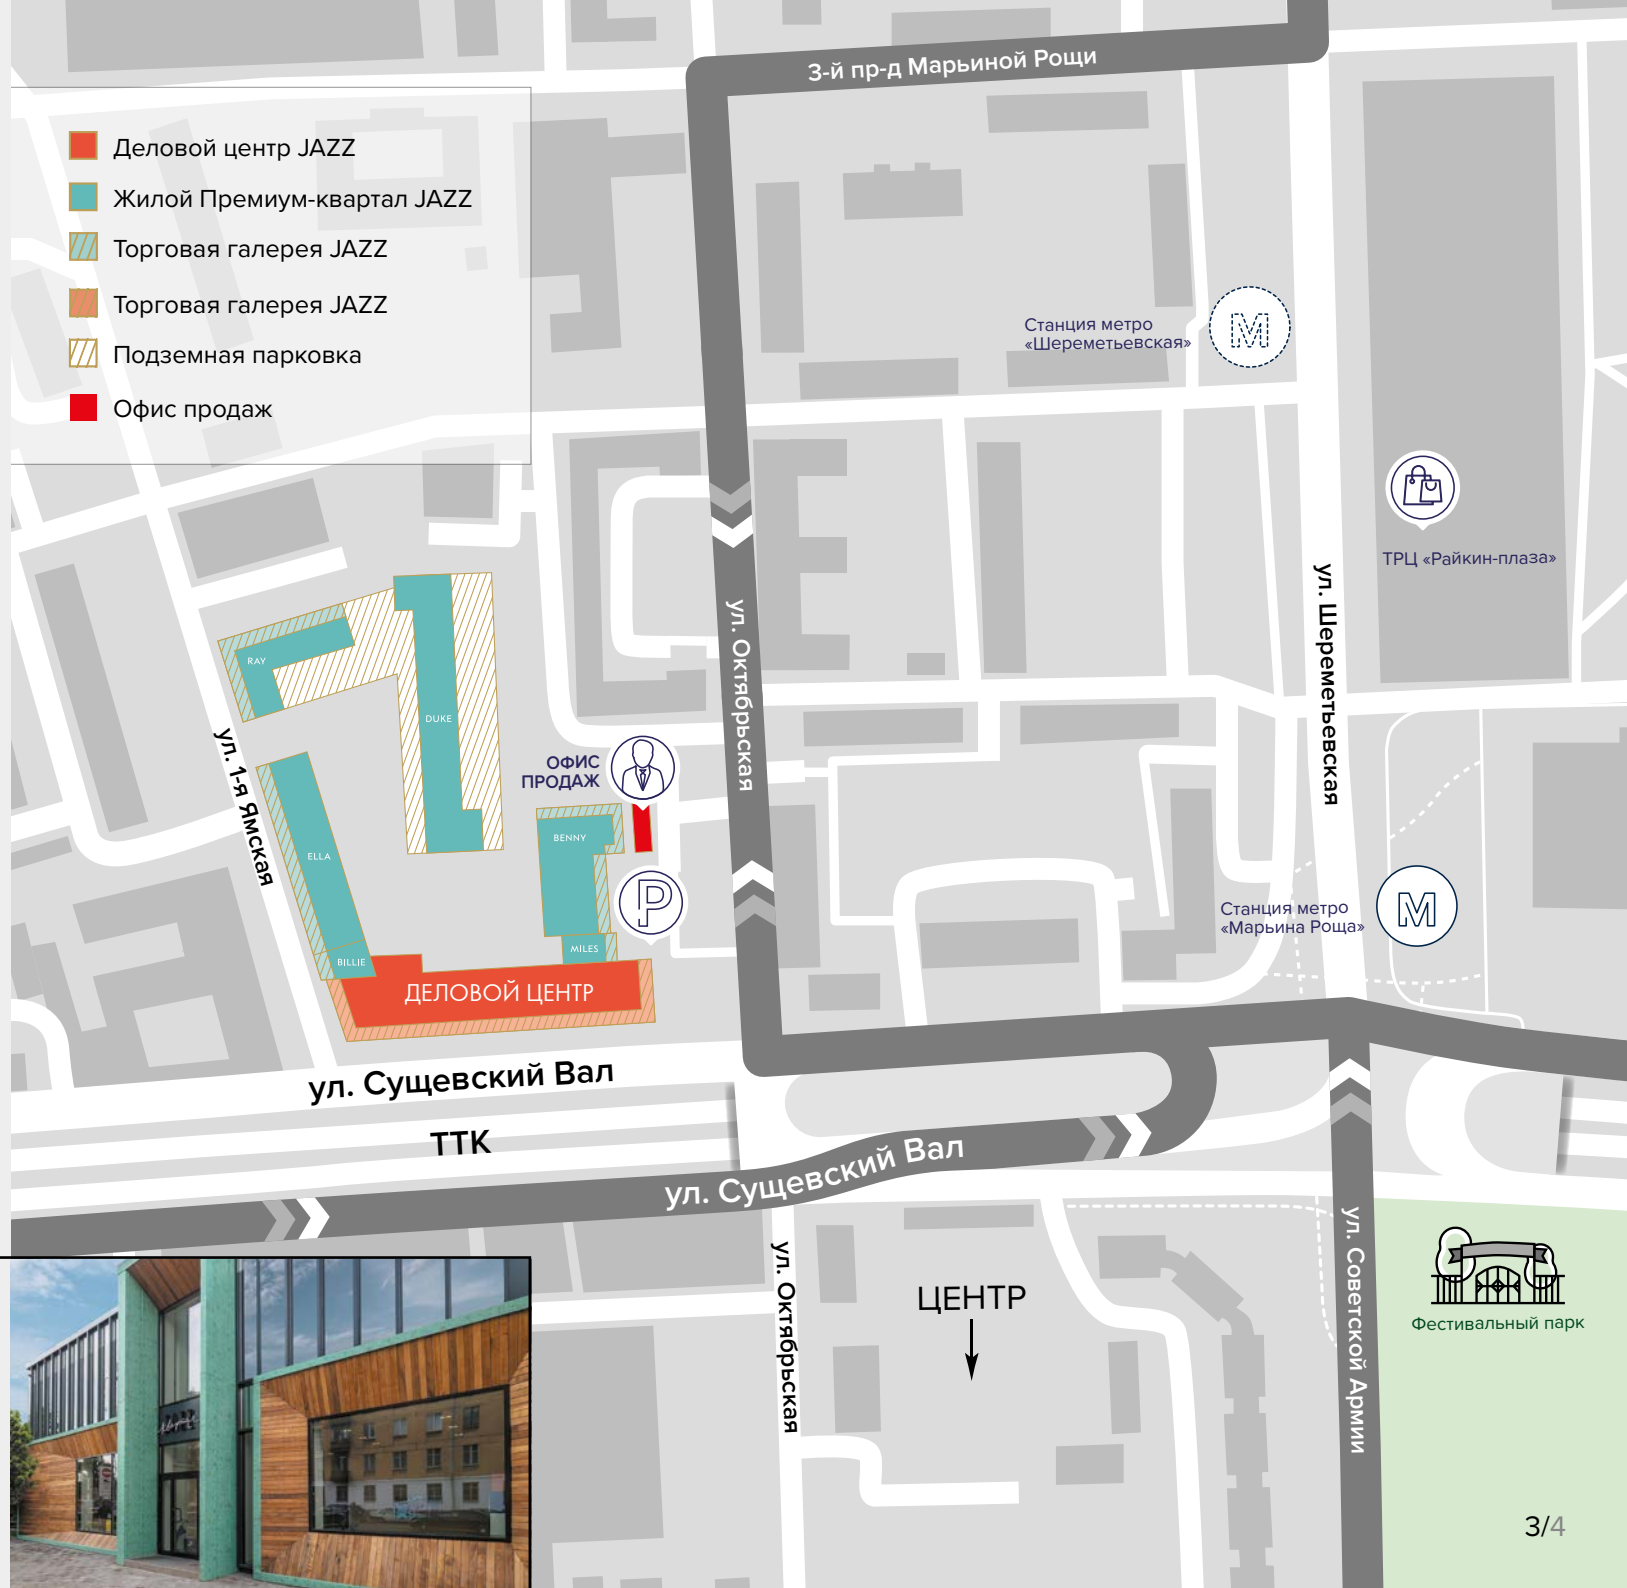 3-й пр-д Марьиной Рощи
Деловой центр JAZZ
Жилой Премиум-квартал JAZZ
Торговая галерея JAZZ
Торговая галерея JAZZ
Подземная парковка
Офис продаж
Станция метро
«Шереметьевская»
М
ТРЦ «Райкин-плаза»
ул. Шереметьевская
ул. Октябрьская
RAY
DUKE
ул. 1-я Ямская
ОФИС
ПРОДАЖ
BENNY
ELLA
P
Станция метро
«Марьина Роща»
М
MILES
BILLIE
ДЕЛОВОЙ ЦЕНТР
ул. Сущевский Вал
ТТК
ул. Сущевский Вал
ул. Октябрьская
ЦЕНТР
ул. Советской Армии
Фестивальный парк
3/4